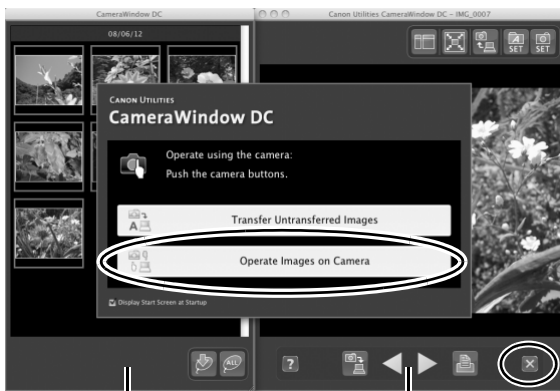 CameraWindow DC
Canon Utilities CameraWindow DC - IMG_0007
08/06/12
SET
SET
CANON UTILITIES
CameraWindow DC
Operate using the camera:
Push the camera buttons.
A
Transfer Untransferred Images
Operate Images on Camera
Display Start Screen at Startup
ALL
?